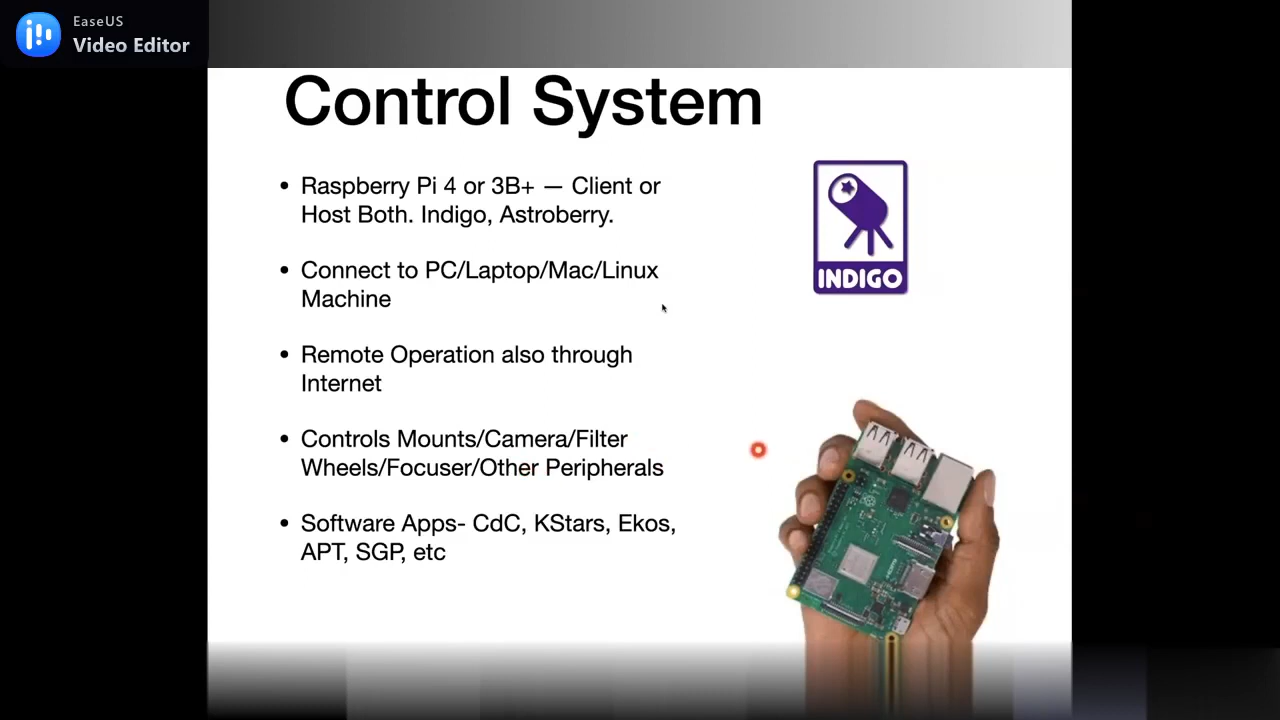 EaseUS
Video Editor
Control System
• Raspberry Pi 4 or 3B+ — Client or
Host Both. Indigo, Astroberry.
• Connect to PC/Laptop/Mac/Linux
Machine
• Remote Operation also through
Internet
• Controls Mounts/Camera/Filter
Wheels/Focuser/Other Peripherals
• Software Apps- CdC, KStars, Ekos,
APT, SGP, etc
INDIGO